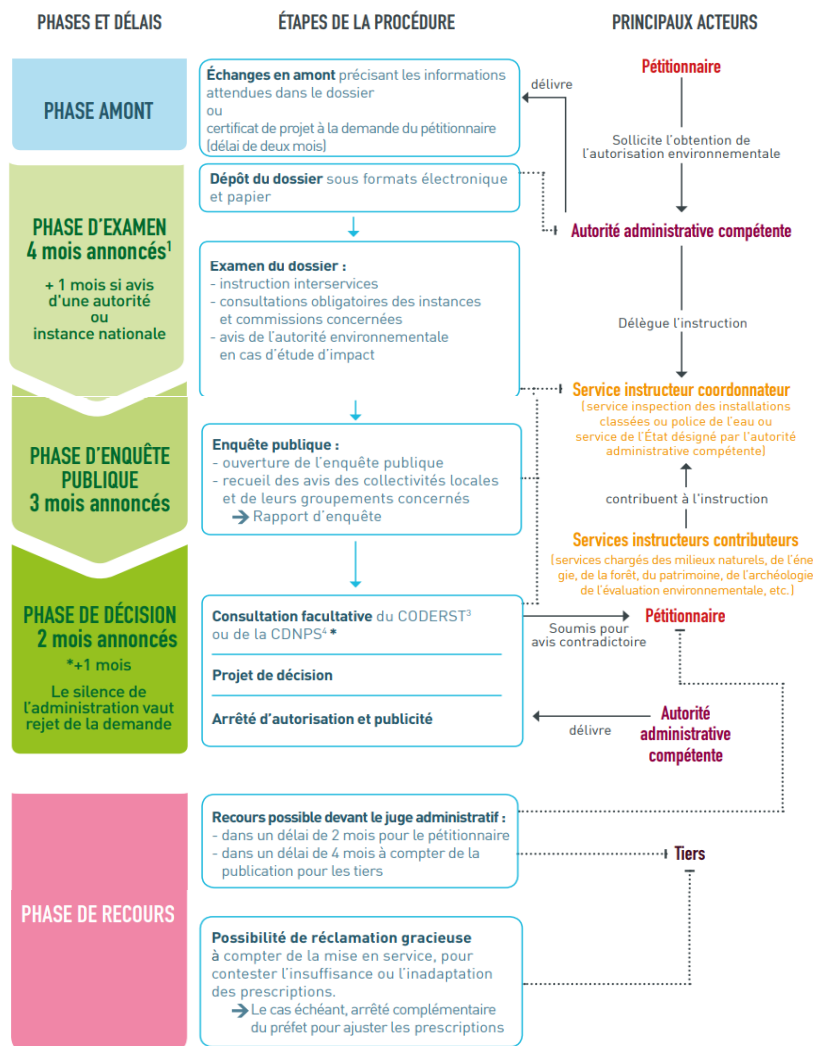 PHASES ET DÉLAIS
ÉTAPES DE LA PROCÉDURE
PRINCIPAUX ACTEURS
PHASE AMONT
Échanges en amont précisant les informations
attendues dans le dossier
ou
certificat de projet à la demande du pétitionnaire
(délai de deux mois)
délivre
Pétitionnaire
Sollicite l'obtention de
l'autorisation environnementale
Autorité administrative compétente
PHASE D'EXAMEN
4 mois annoncés¹
+ 1 mois si avis
d'une autorité
ou
instance nationale
Dépôt du dossier sous formats électronique
et papier
Examen du dossier :
- instruction interservices
- consultations obligatoires des instances
et commissions concernées
- avis de l'autorité environnementale
en cas d'étude d'impact
Délègue l'instruction
Service instructeur coordonnateur
(service inspection des installations
classées ou police de l'eau ou
service de l'État désigné par l'autorité
administrative compétente)
PHASE D'ENQUÊTE
PUBLIQUE
3 mois annoncés
Enquête publique :
- ouverture de l'enquête publique
- recueil des avis des collectivités locales
et de leurs groupements concernés
→ Rapport d'enquête
contribuent à l'instruction
Services instructeurs contributeurs
(services chargés des milieux naturels, de l'éne
gie, de la forêt, du patrimoine, de l'archéologie
de l'évaluation environnementale, etc.)
PHASE DE DÉCISION
2 mois annoncés
*+1 mois
Le silence de
l'administration vaut
rejet de la demande
Consultation facultative du CODERST³
ou de la CDNPS⁴ *
Projet de décision
Arrêté d'autorisation et publicité
Soumis pour
avis contradictoire
Pétitionnaire
délivre
Autorité
administrative
compétente
PHASE DE RECOURS
Recours possible devant le juge administratif :
- dans un délai de 2 mois pour le pétitionnaire
- dans un délai de 4 mois à compter de la
publication pour les tiers
Tiers
Possibilité de réclamation gracieuse
à compter de la mise en service, pour
contester l'insuffisance ou l'inadaptation
des prescriptions.
→ Le cas échéant, arrêté complémentaire
du préfet pour ajuster les prescriptions